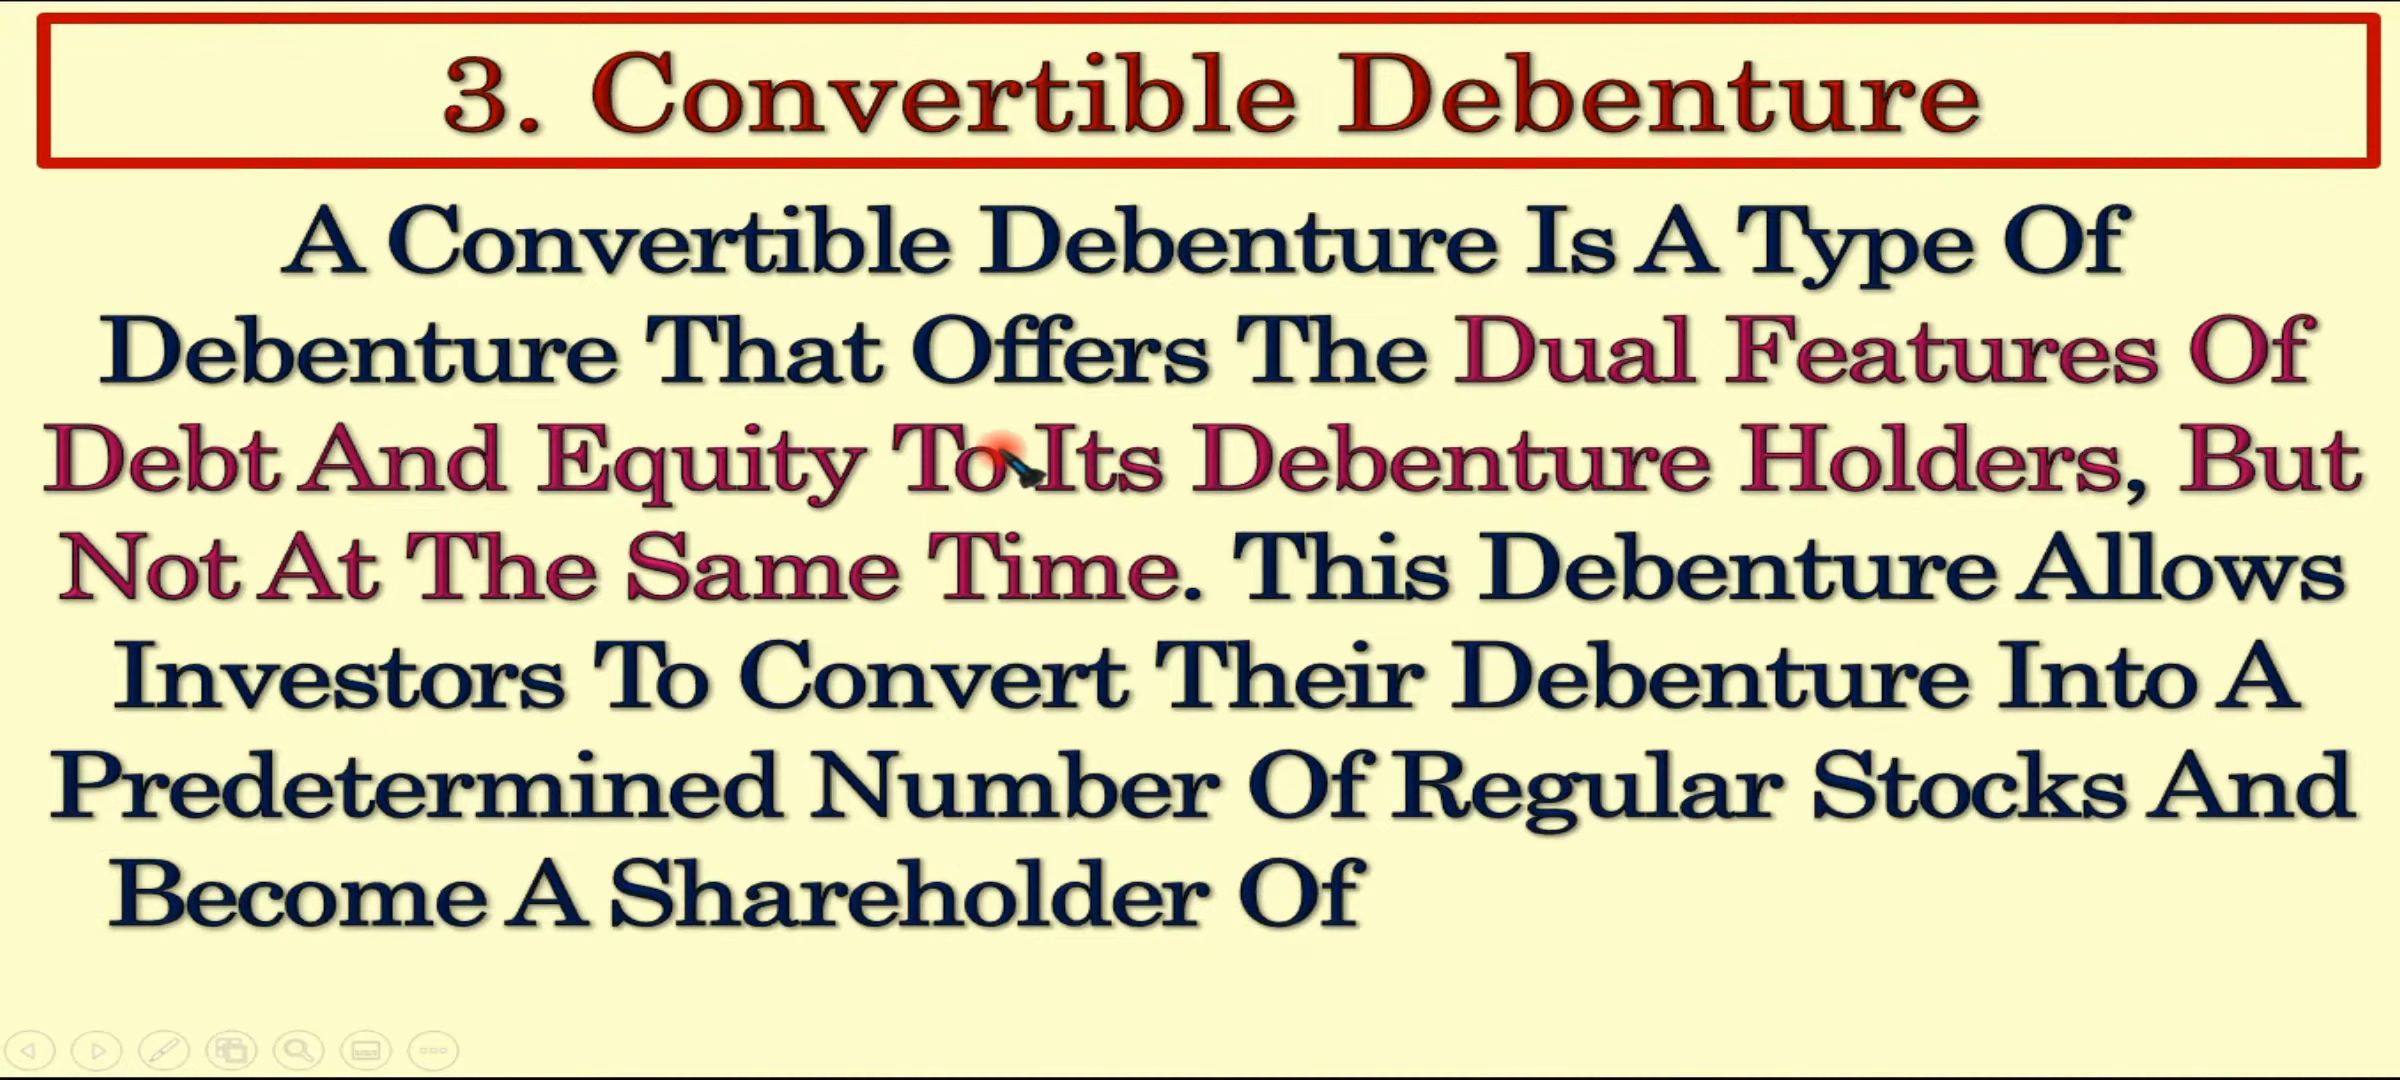 3. Convertible Debenture
A Convertible Debenture Is A Type Of
Debenture That Offers The Dual Features Of
Debt And Equity To Its Debenture Holders, But
Not At The Same Time. This Debenture Allows
Investors To Convert Their Debenture Into A
Predetermined Number Of Regular Stocks And
Become A Shareholder Of